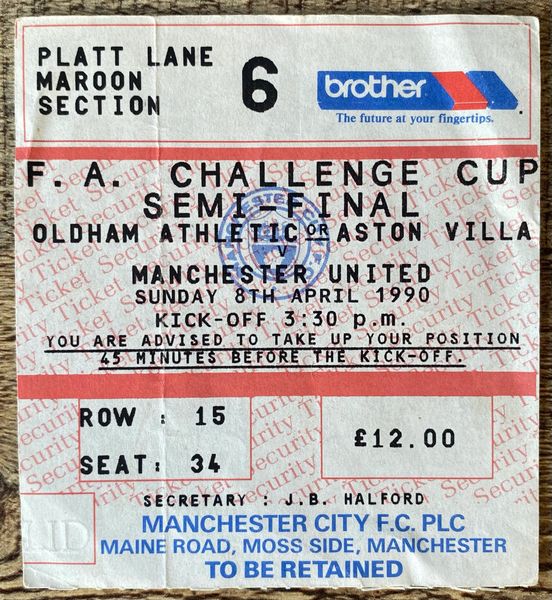 PLATT LANE
MAROON
SECTION
6
brother
The future at your fingertips.
F. A. CHALLENGE CUP
SEMI-FINAL
OLDHAM ATHLETIC or ASTON VILLA
V
MANCHESTER UNITED
SUNDAY 8TH APRIL 1990
KICK-OFF 3:30 p.m.
YOU ARE ADVISED TO TAKE UP YOUR POSITION
45 MINUTES BEFORE THE KICK-OFF.
ROW : 15
SEAT: 34
£12.00
SECRETARY : J.B. HALFORD
MANCHESTER CITY F.C. PLC
MAINE ROAD, MOSS SIDE, MANCHESTER
TO BE RETAINED